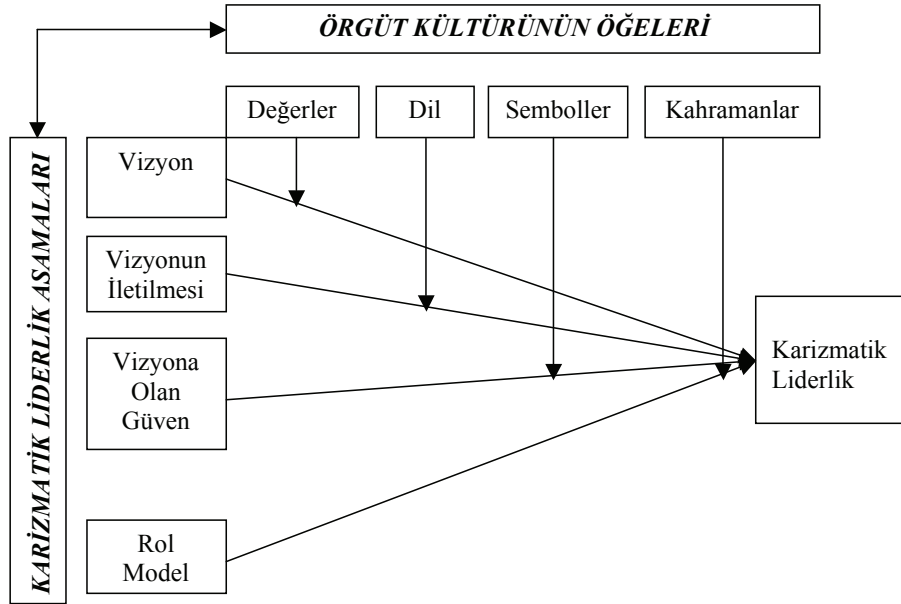 ÖRGÜT KÜLTÜRÜNÜN ÖĞELERİ
Değerler
Dil
Semboller
Kahramanlar
KARİZMATİK LİDERLİK ASAMALARI
Vizyon
Vizyonun
İletilmesi
Vizyona
Olan
Güven
Rol
Model
Karizmatik
Liderlik